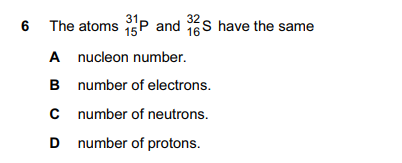 6 The atoms ³¹₁₅P and ³²₁₆S have the same
A nucleon number.
B number of electrons.
C number of neutrons.
D number of protons.